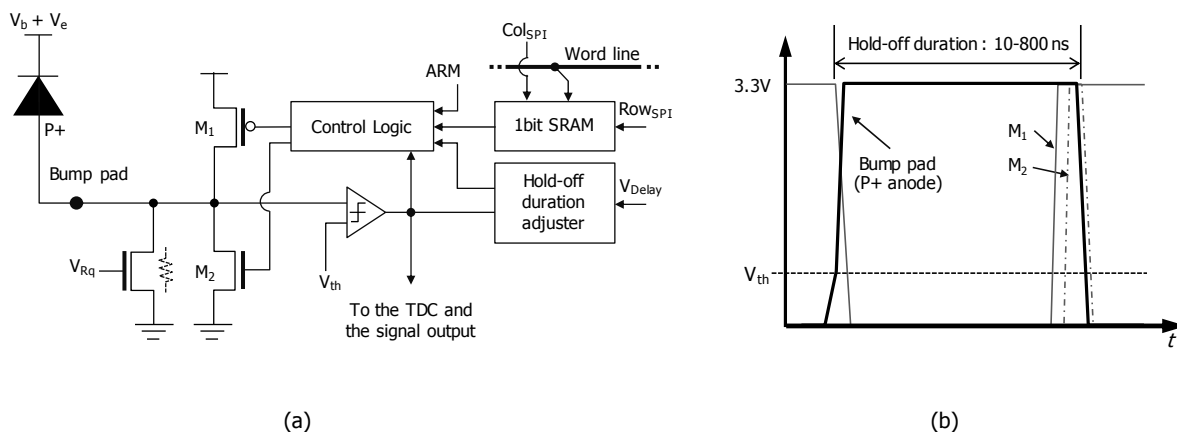 V_b + V_e
P+
Bump pad
V_Rq
M_1
M_2
Control Logic
ARM
Col_SPI
Word line
1bit SRAM
Row_SPI
Hold-off
duration
adjuster
V_Delay
V_th
To the TDC and
the signal output
(a)
Hold-off duration : 10-800 ns
3.3V
M_1
M_2
Bump pad
(P+ anode)
V_th
t
(b)